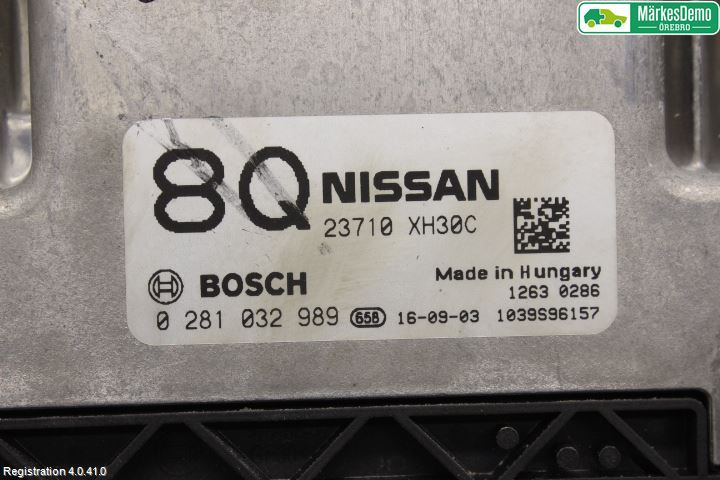 MärkesDemo
ÖREBRO
8Q NISSAN
23710 XH30C
BOSCH
Made in Hungary
1263 0286
0 281 032 989 658 16-09-03 1039S96157
Registration 4.0.41.0